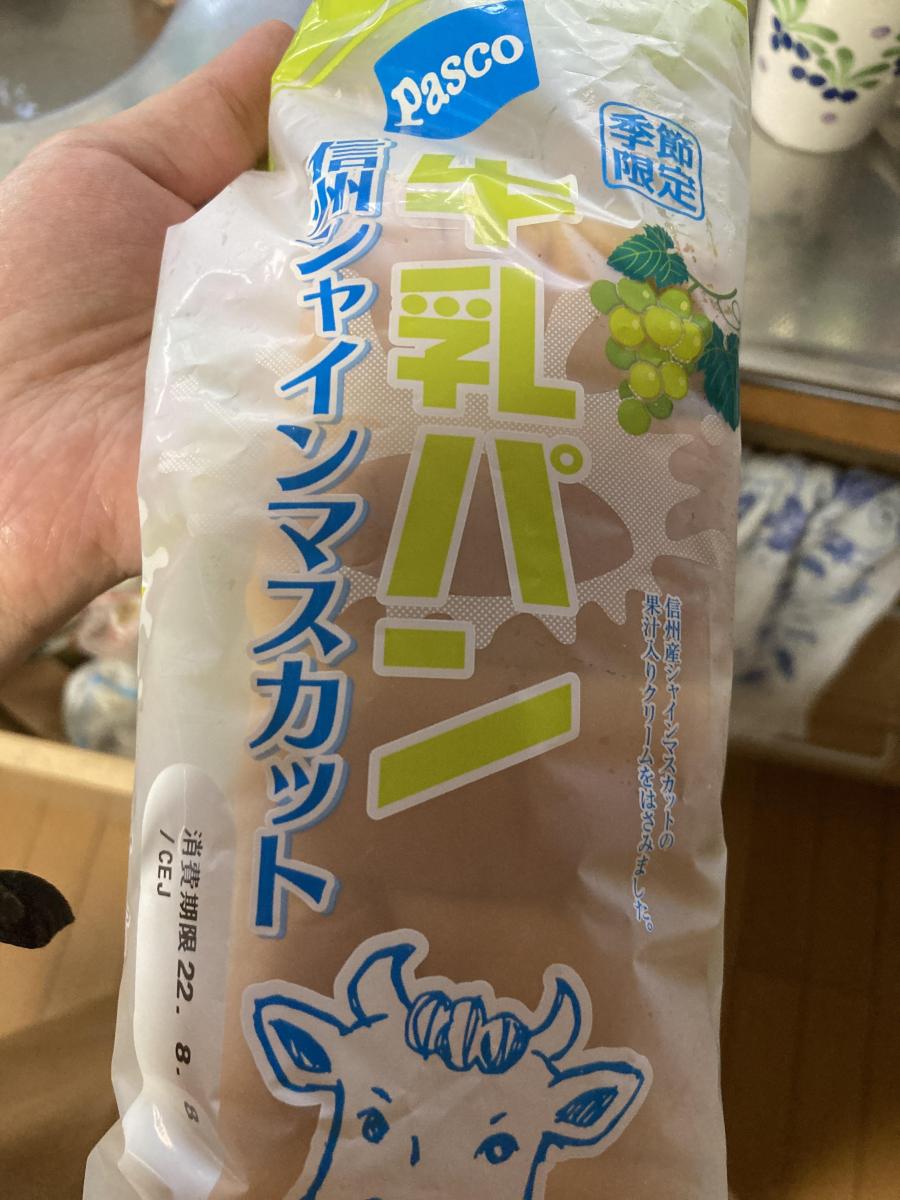 Pasco
季節
限定
牛乳パン
信州シャインマスカット
信州産シャインマスカットの
果汁入りクリームをはさみました。
消費期限 22. 8. 8
/CEJ